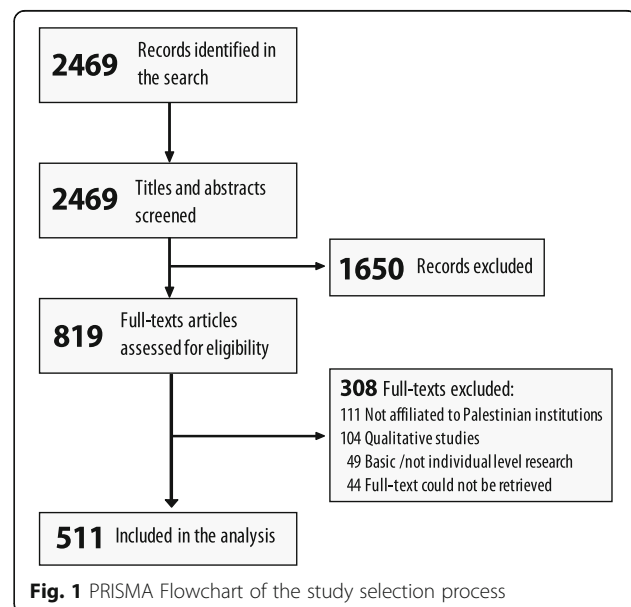 2469 Records identified in
the search
2469 Titles and abstracts
screened
1650 Records excluded
819 Full-texts articles
assessed for eligibility
308 Full-texts excluded:
111 Not affiliated to Palestinian institutions
104 Qualitative studies
49 Basic /not individual level research
44 Full-text could not be retrieved
511 Included in the analysis
Fig. 1 PRISMA Flowchart of the study selection process